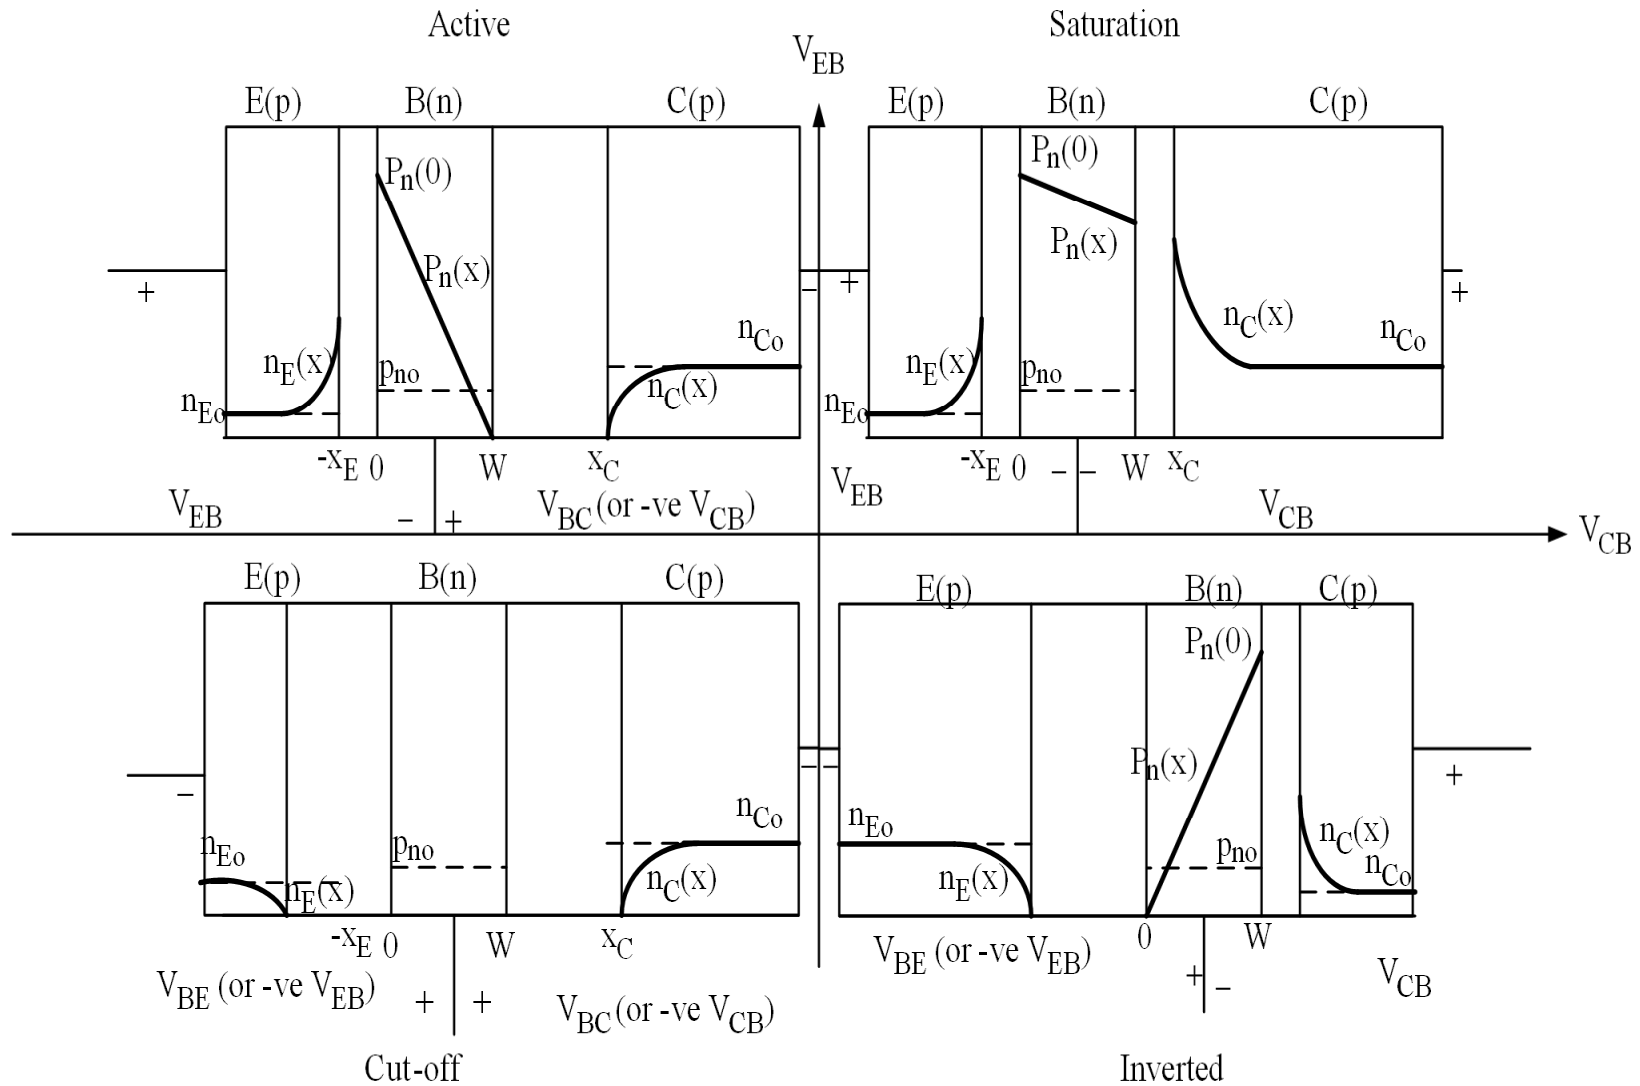 Active
Saturation
V_EB
E(p) B(n) C(p)
P_n(0)
P_n(x)
+ −
n_E(x)
p_no
n_Eo
n_Co
n_C(x)
-x_E 0 W x_C
V_EB − + V_BC (or -ve V_CB)
E(p) B(n) C(p)
P_n(0)
P_n(x)
+ +
n_E(x)
p_no
n_Eo
n_C(x)
n_Co
-x_E 0 − − W x_C
V_EB V_CB
V_CB
E(p) B(n) C(p)
− −
n_Eo
n_E(x)
p_no
n_Co
n_C(x)
-x_E 0 W x_C
V_BE (or -ve V_EB) + + V_BC (or -ve V_CB)
Cut-off
E(p) B(n) C(p)
P_n(0)
P_n(x)
− +
n_Eo
n_E(x)
p_no
n_C(x)
n_Co
0 W
V_BE (or -ve V_EB) + − V_CB
Inverted